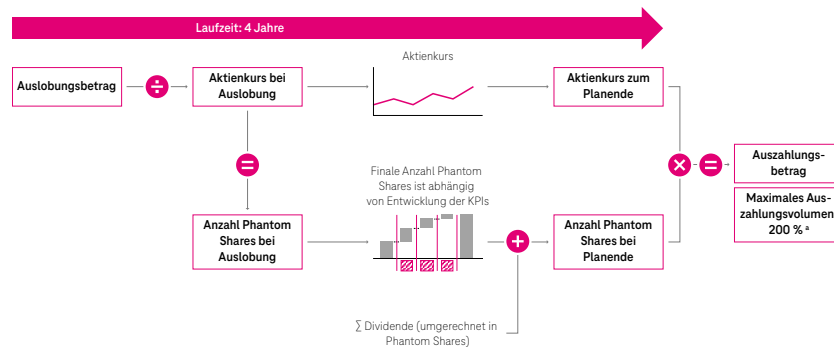 Laufzeit: 4 Jahre
Aktienkurs
Auslobungsbetrag
÷
Aktienkurs bei
Auslobung
Aktienkurs zum
Planende
=
Finale Anzahl Phantom
Shares ist abhängig
von Entwicklung der KPIs
×
=
Auszahlungs-
betrag
Maximales Aus-
zahlungsvolumen
200 % ª
Anzahl Phantom
Shares bei
Auslobung
+
Anzahl Phantom
Shares bei
Planende
∑ Dividende (umgerechnet in
Phantom Shares)